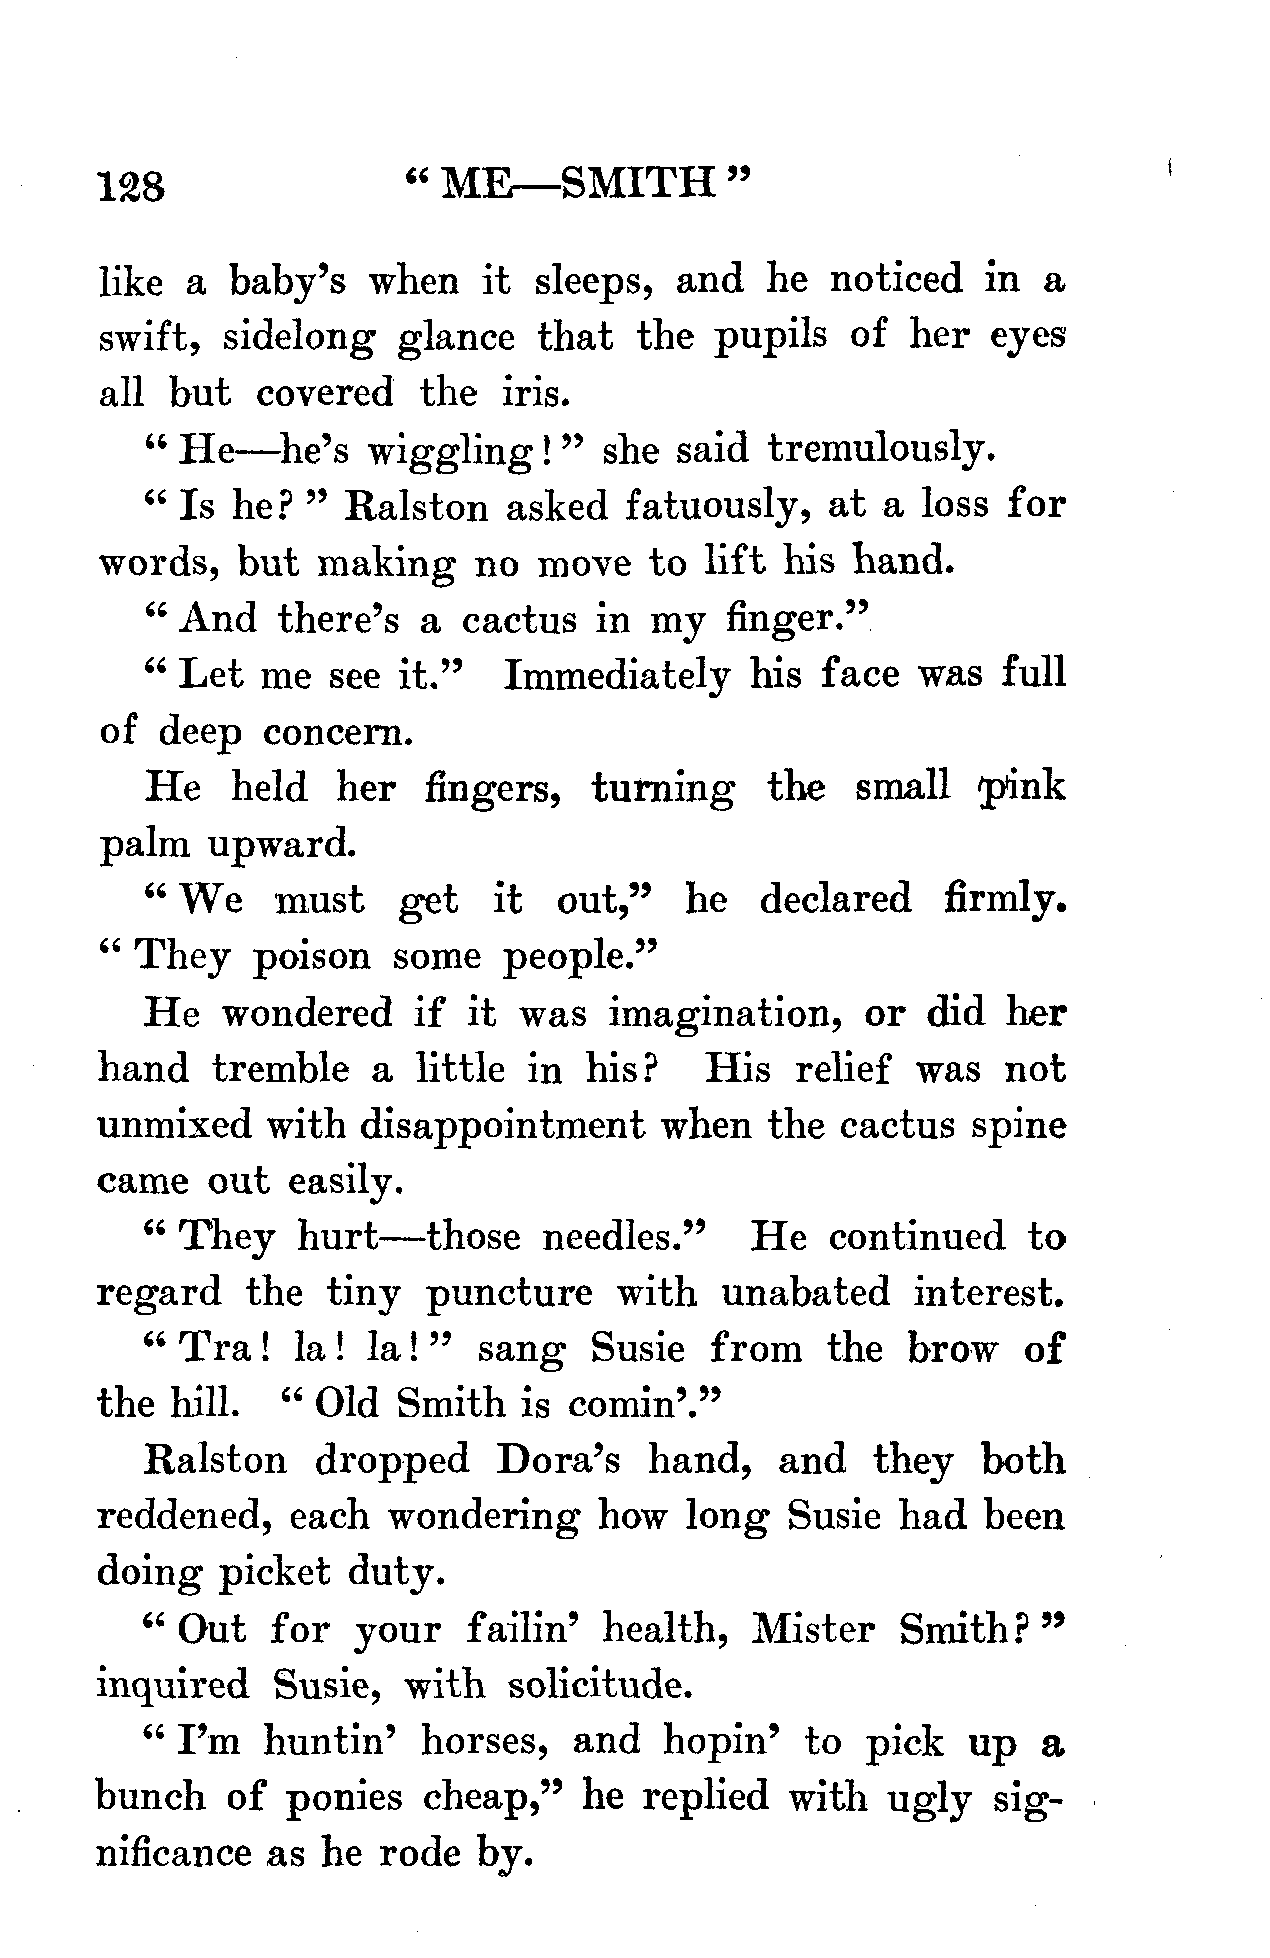 128 “ ME—SMITH ”
like a baby’s when it sleeps, and he noticed in a
swift, sidelong glance that the pupils of her eyes
all but covered the iris.
“ He—he’s wiggling! ” she said tremulously.
“ Is he? ” Ralston asked fatuously, at a loss for
words, but making no move to lift his hand.
“ And there’s a cactus in my finger.”
“ Let me see it.” Immediately his face was full
of deep concern.
He held her fingers, turning the small pink
palm upward.
“ We must get it out,” he declared firmly.
“ They poison some people.”
He wondered if it was imagination, or did her
hand tremble a little in his? His relief was not
unmixed with disappointment when the cactus spine
came out easily.
“ They hurt—those needles.” He continued to
regard the tiny puncture with unabated interest.
“ Tra! la! la! ” sang Susie from the brow of
the hill. “ Old Smith is comin’.”
Ralston dropped Dora’s hand, and they both
reddened, each wondering how long Susie had been
doing picket duty.
“ Out for your failin’ health, Mister Smith? ”
inquired Susie, with solicitude.
“ I’m huntin’ horses, and hopin’ to pick up a
bunch of ponies cheap,” he replied with ugly sig-
nificance as he rode by.